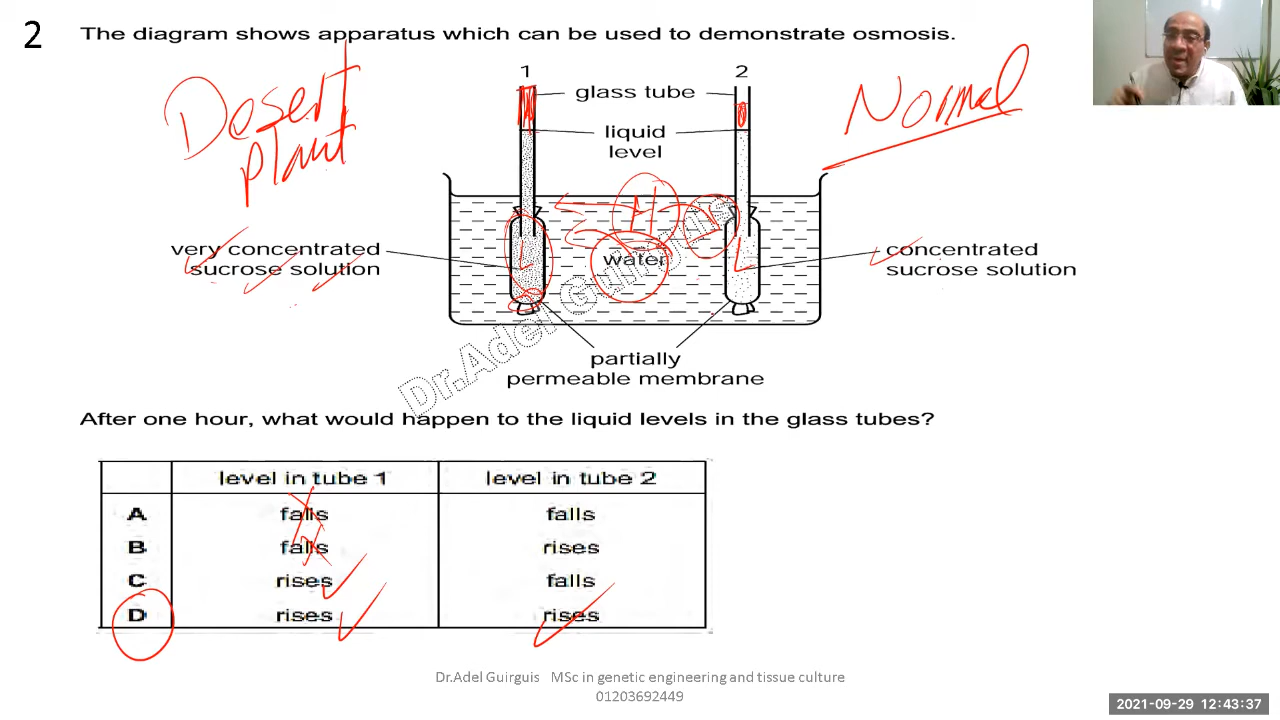 2
The diagram shows apparatus which can be used to demonstrate osmosis.
Desert
plant
Normal
1
2
glass tube
liquid
level
H
L
L
L
water
very concentrated
sucrose solution
concentrated
sucrose solution
partially
permeable membrane
Dr.Adel Guirguis
After one hour, what would happen to the liquid levels in the glass tubes?
level in tube 1 level in tube 2
A falls falls
B falls rises
C rises falls
D rises rises
Dr.Adel Guirguis MSc in genetic engineering and tissue culture
01203692449
2021-09-29 12:43:37